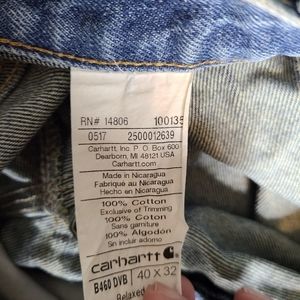 RN# 14806 100135
0517 2500012639
Carhartt Inc P. O. Box 600
Dearborn, MI 48121 USA
Carhartt.com
Made in Nicaragua
Fabriqué au Nicaragua
Hecho en Nicaragua
100% Cotton
Exclusive of Trimming
100% Coton
Sans garniture
100% Algodón
Sin incluir adorno
carhartt
B460 DVB 40 X 32
Relaxed